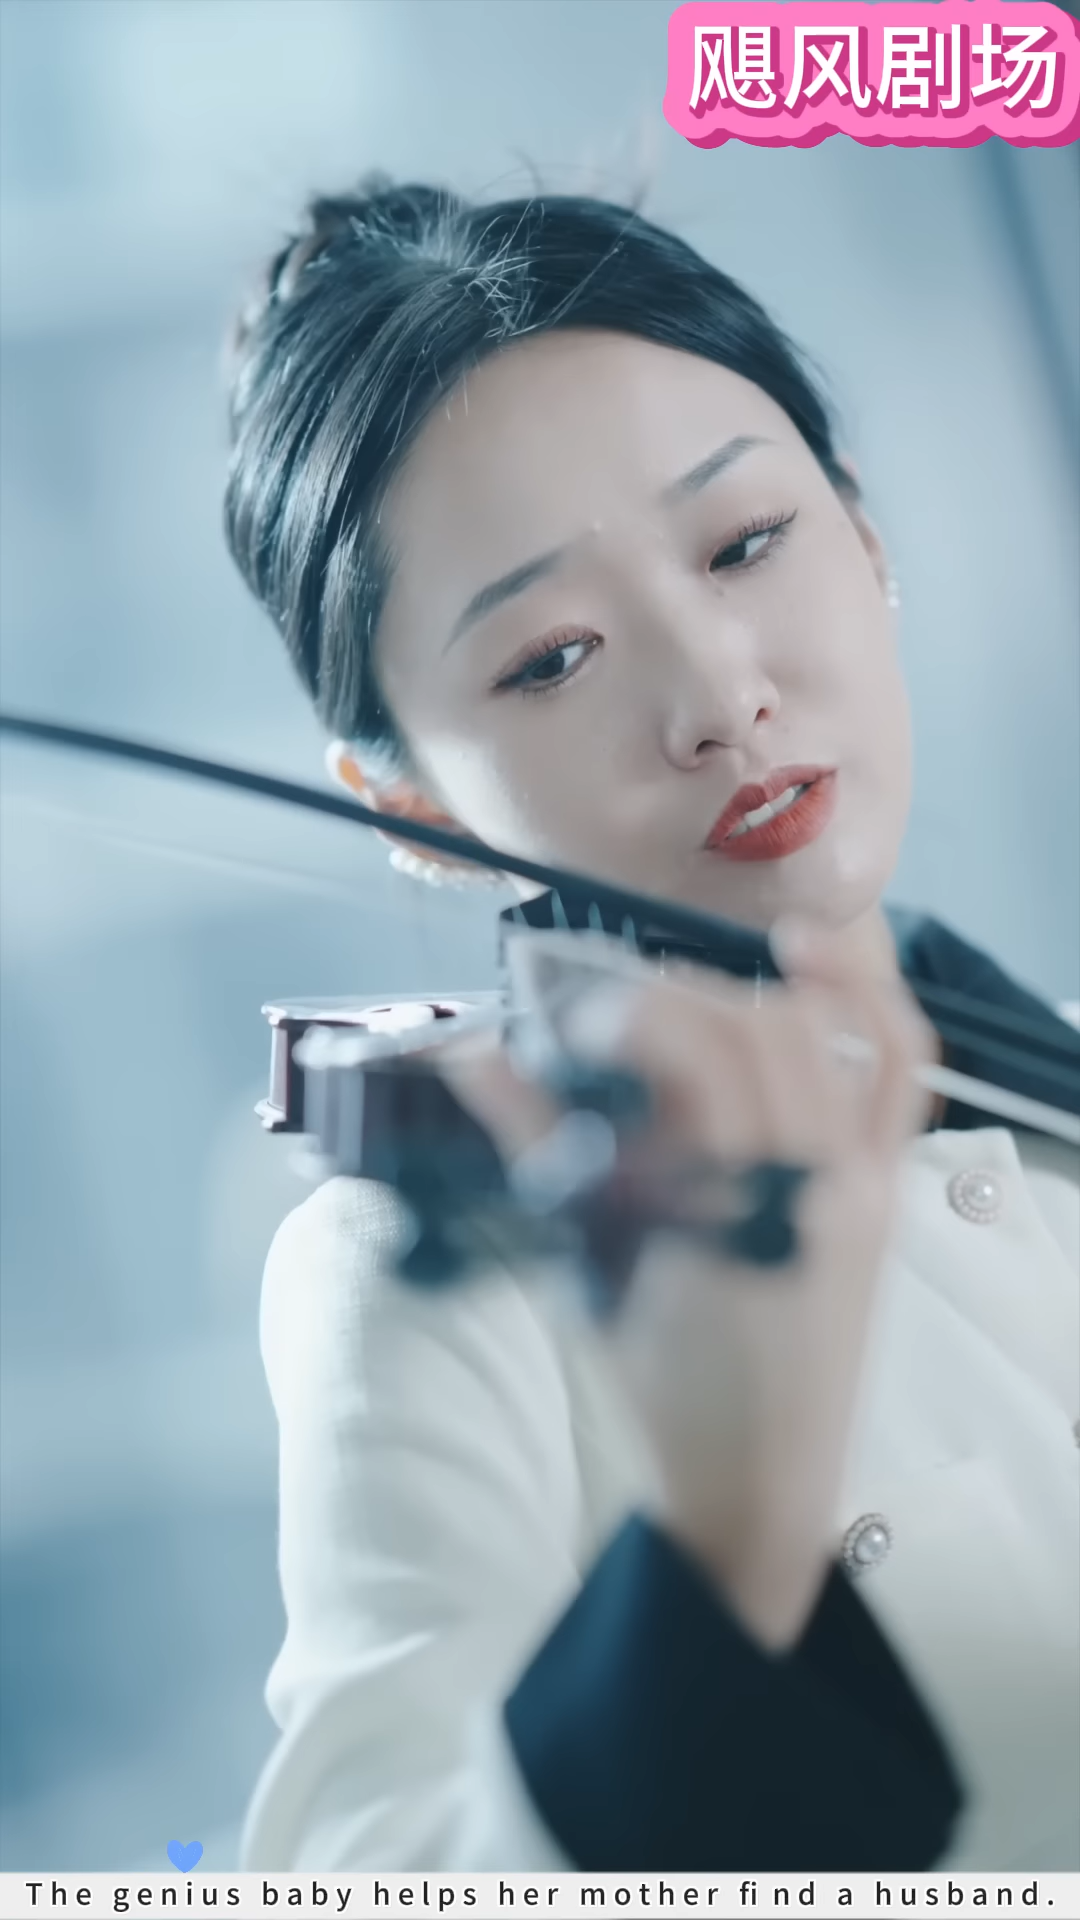 飓风剧场
The genius baby helps her mother find a husband.